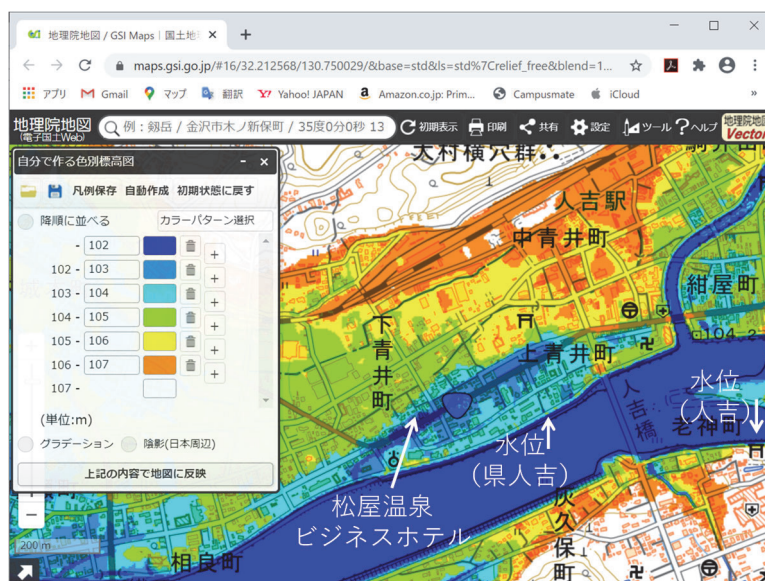 地理院地図 / GSI Maps｜国土地
maps.gsi.go.jp/#16/32.212568/130.750029/&base=std&ls=std%7Crelief_free&blend=1...
アプリ Gmail マップ 翻訳 Yahoo! JAPAN Amazon.co.jp: Prim... Campusmate iCloud »
地理院地図
(電子国土Web)
例：剱岳 / 金沢市木ノ新保町 / 35度0分0秒 13
初期表示 印刷 共有 設定 ツール ヘルプ
地理院地図
Vector
自分で作る色別標高図 - ×
凡例保存 自動作成 初期状態に戻す
降順に並べる カラーパターン選択
- 102
102 - 103
103 - 104
104 - 105
105 - 106
106 - 107
107 -
(単位:m)
グラデーション 陰影(日本周辺)
上記の内容で地図に反映
200 m
大村横穴群
人吉駅
中青井町
紺屋町
下青井町
上青井町
104
人吉橋
老神町
水位
(人吉)
水位
(県人吉)
松屋温泉
ビジネスホテル
相良町
灰久保町